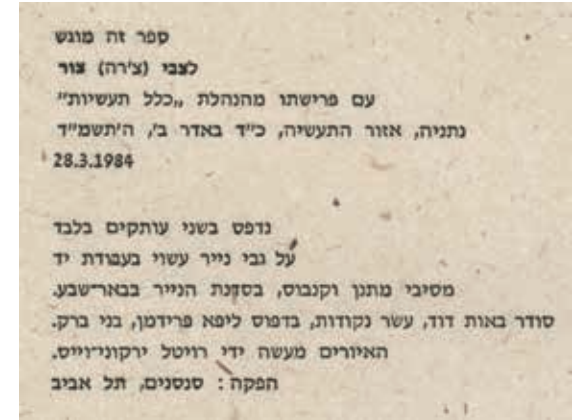 ספר זה מוגש
לצבי (צ'רה) צור
עם פרישתו מהנהלת „כלל תעשיות"
נתניה, אזור התעשיה, כ"ד באדר ב', ה'תשמ"ד
28.3.1984
נדפס בשני עותקים בלבד
על גבי נייר עשוי בעבודת יד
מסיבי מתנן וקנבוס, בסדנת הנייר בבאר־שבע.
סודר באות דוד, עשר נקודות, בדפוס ליפא פרידמן, בני ברק.
האיורים מעשה ידי רויטל ירקוני־וייס.
הפקה: סנסנים, תל אביב